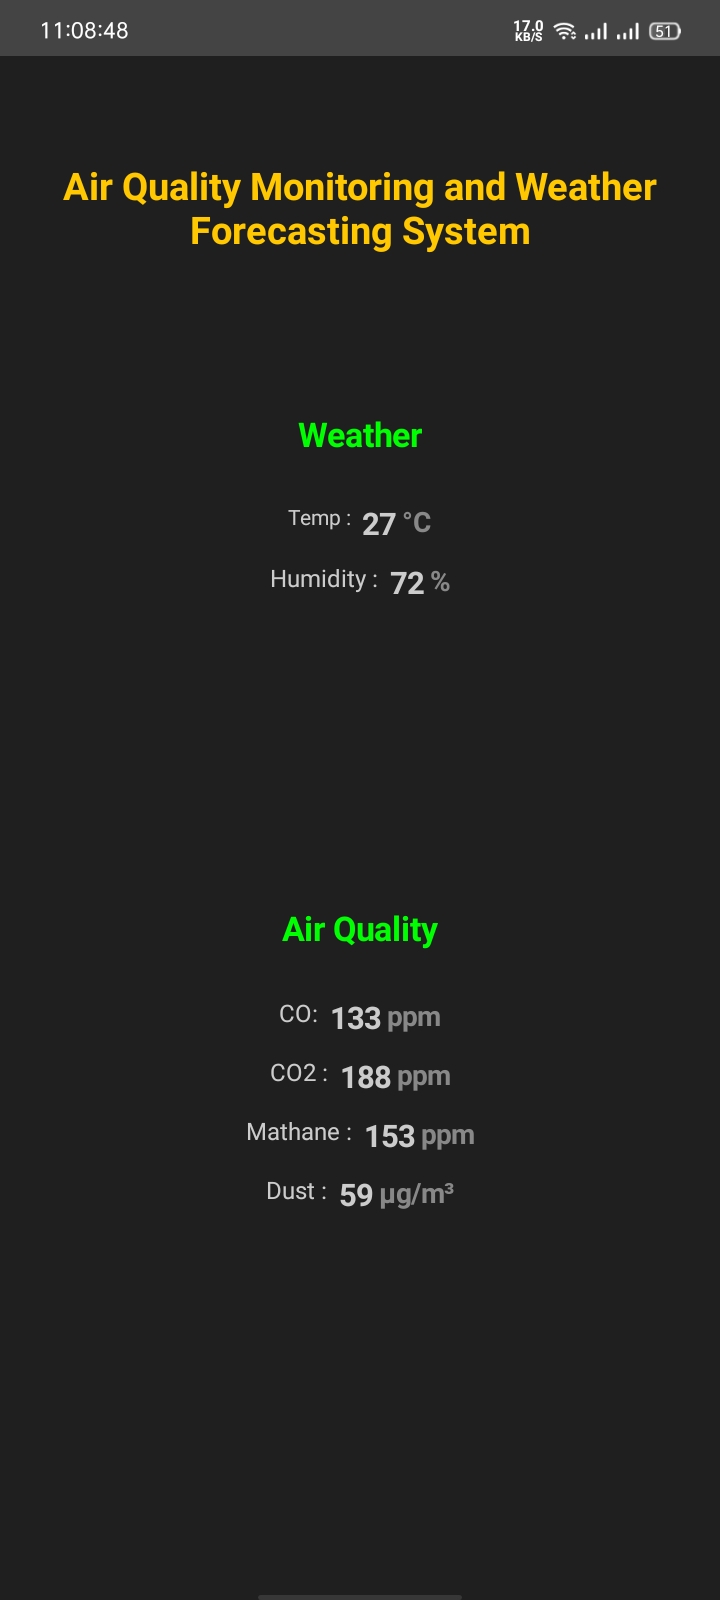 11:08:48
17.0
KB/S
51
Air Quality Monitoring and Weather
Forecasting System
Weather
Temp : 27 °C
Humidity : 72 %
Air Quality
CO: 133 ppm
CO2 : 188 ppm
Mathane : 153 ppm
Dust : 59 µg/m³